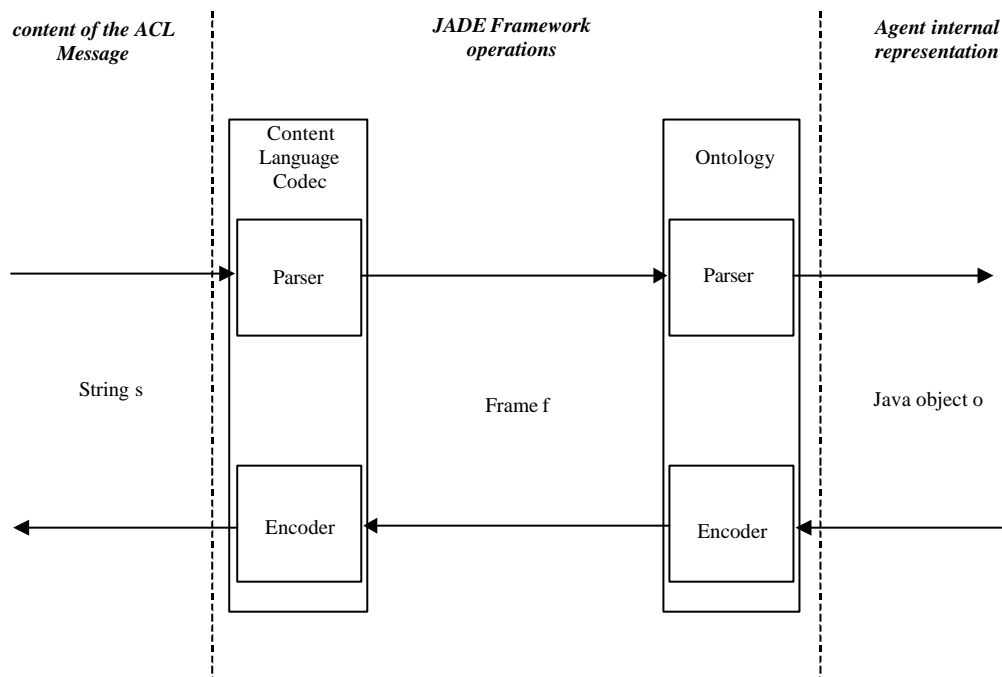 content of the ACL
Message
JADE Framework
operations
Agent internal
representation
Content
Language
Codec
Ontology
Parser
Parser
String s
Frame f
Java object o
Encoder
Encoder